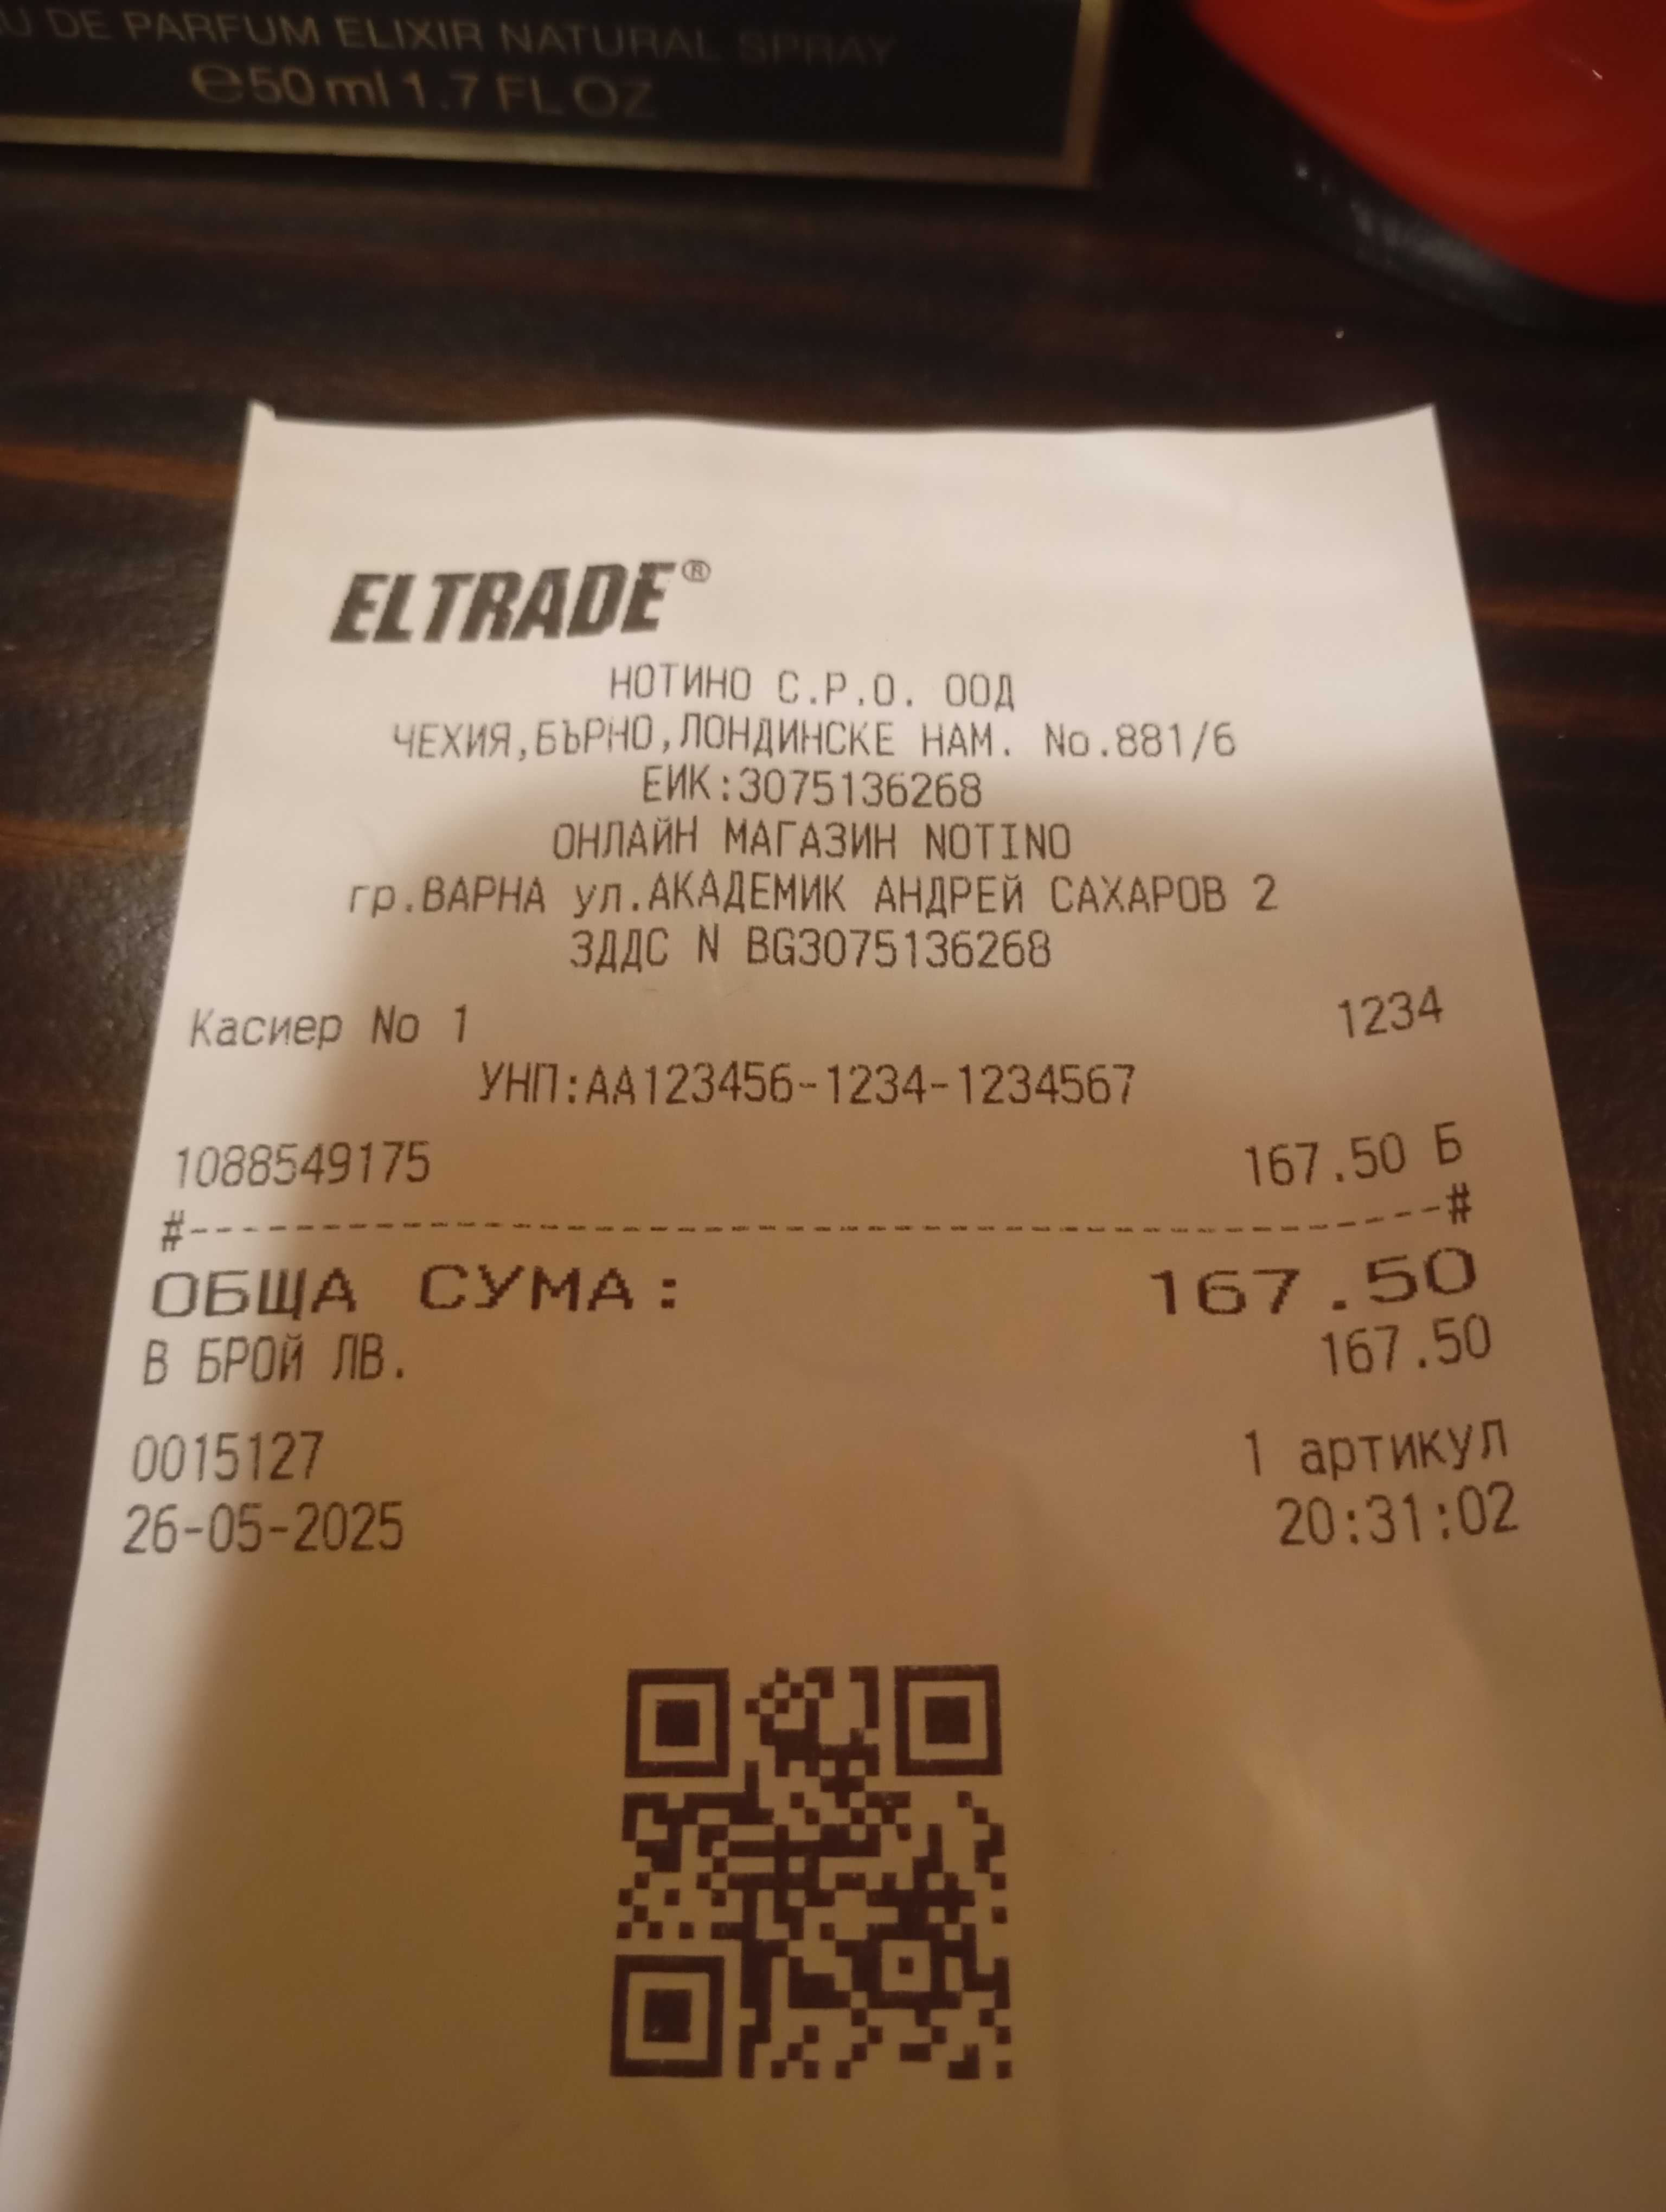 EAU DE PARFUM ELIXIR NATURAL SPRAY
℮50 ml 1.7 FL OZ
ELTRADE®
НОТИНО С.Р.О. ООД
ЧЕХИЯ,БЪРНО,ЛОНДИНСКЕ НАМ. No.881/6
ЕИК:3075136268
ОНЛАЙН МАГАЗИН NOTINO
гр.ВАРНА ул.АКАДЕМИК АНДРЕЙ САХАРОВ 2
ЗДДС N BG3075136268
Касиер No 1 1234
УНП:AA123456-1234-1234567
1088549175 167.50 Б
#------------------------------------#
ОБЩА СУМА: 167.50
В БРОЙ ЛВ. 167.50
0015127 1 артикул
26-05-2025 20:31:02